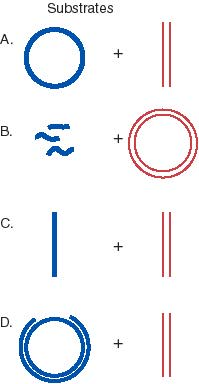 Substrates
A. +
B. +
C. +
D. +